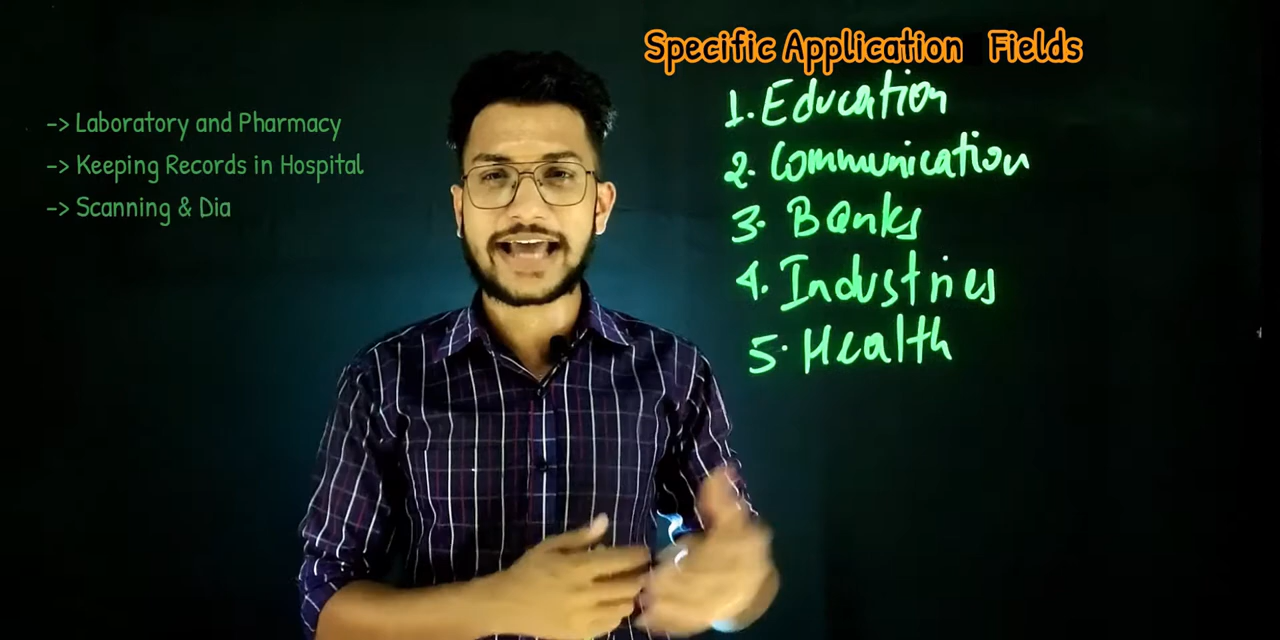 Specific Application Fields
-> Laboratory and Pharmacy
-> Keeping Records in Hospital
-> Scanning & Dia
1. Education
2. Communication
3. Banks
4. Industries
5. Health